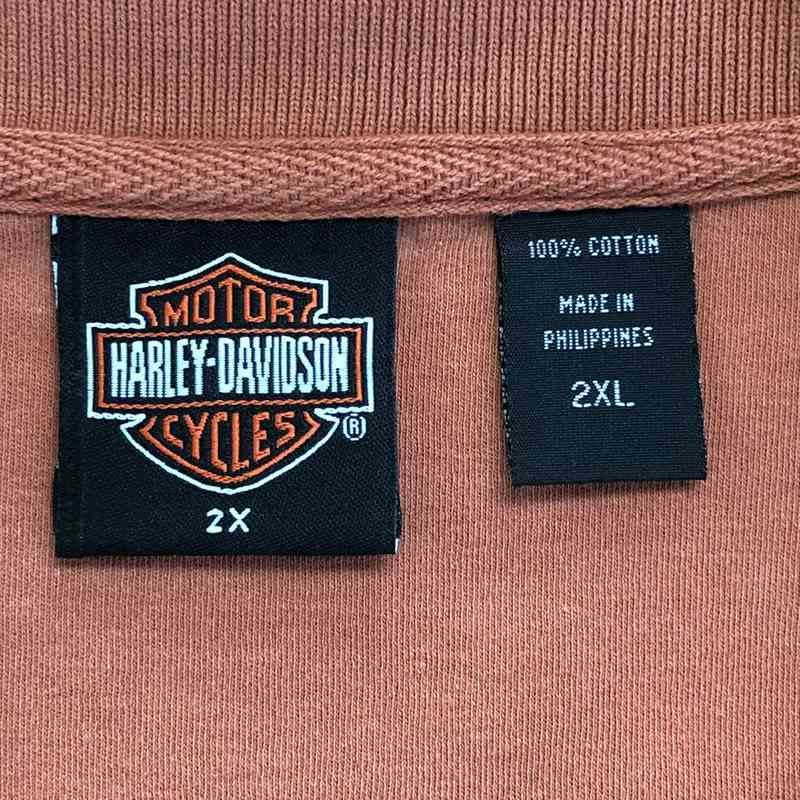 MOTOR
HARLEY-DAVIDSON
CYCLES
®
2X
100% COTTON
MADE IN
PHILIPPINES
2XL